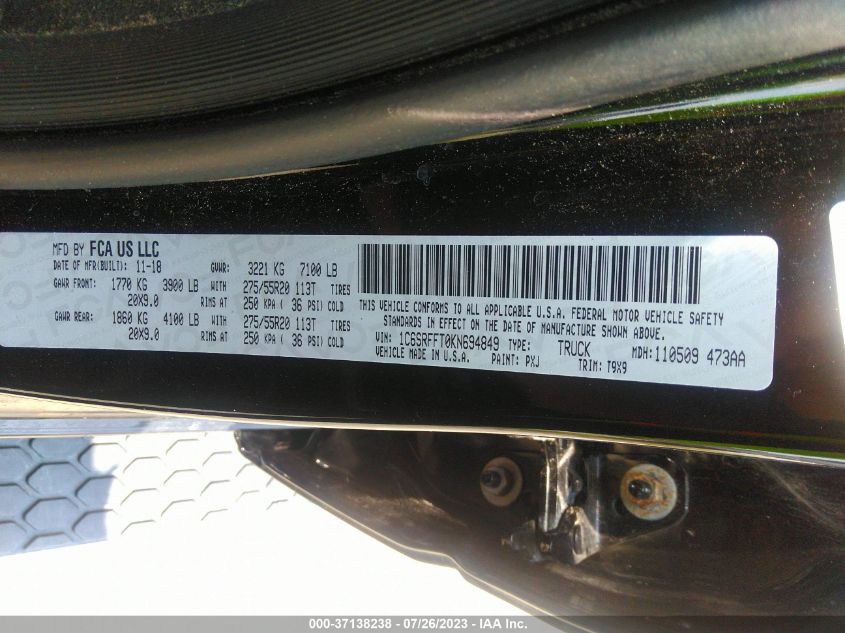 MFD BY FCA US LLC
DATE OF MFR(BUILT): 11-18 GVWR: 3221 KG 7100 LB
GAWR FRONT: 1770 KG 3900 LB WITH 275/55R20 113T TIRES
20X9.0 RIMS AT 250 KPA ( 36 PSI) COLD
GAWR REAR: 1860 KG 4100 LB WITH 275/55R20 113T TIRES
20X9.0 RIMS AT 250 KPA ( 36 PSI) COLD
THIS VEHICLE CONFORMS TO ALL APPLICABLE U.S.A. FEDERAL MOTOR VEHICLE SAFETY
STANDARDS IN EFFECT ON THE DATE OF MANUFACTURE SHOWN ABOVE.
VIN: 1C6SRFFT0KN694849 TYPE: TRUCK MDH: 110509 473AA
VEHICLE MADE IN U.S.A. PAINT: PXJ TRIM: T9X9
000-37138238 - 07/26/2023 - IAA Inc.